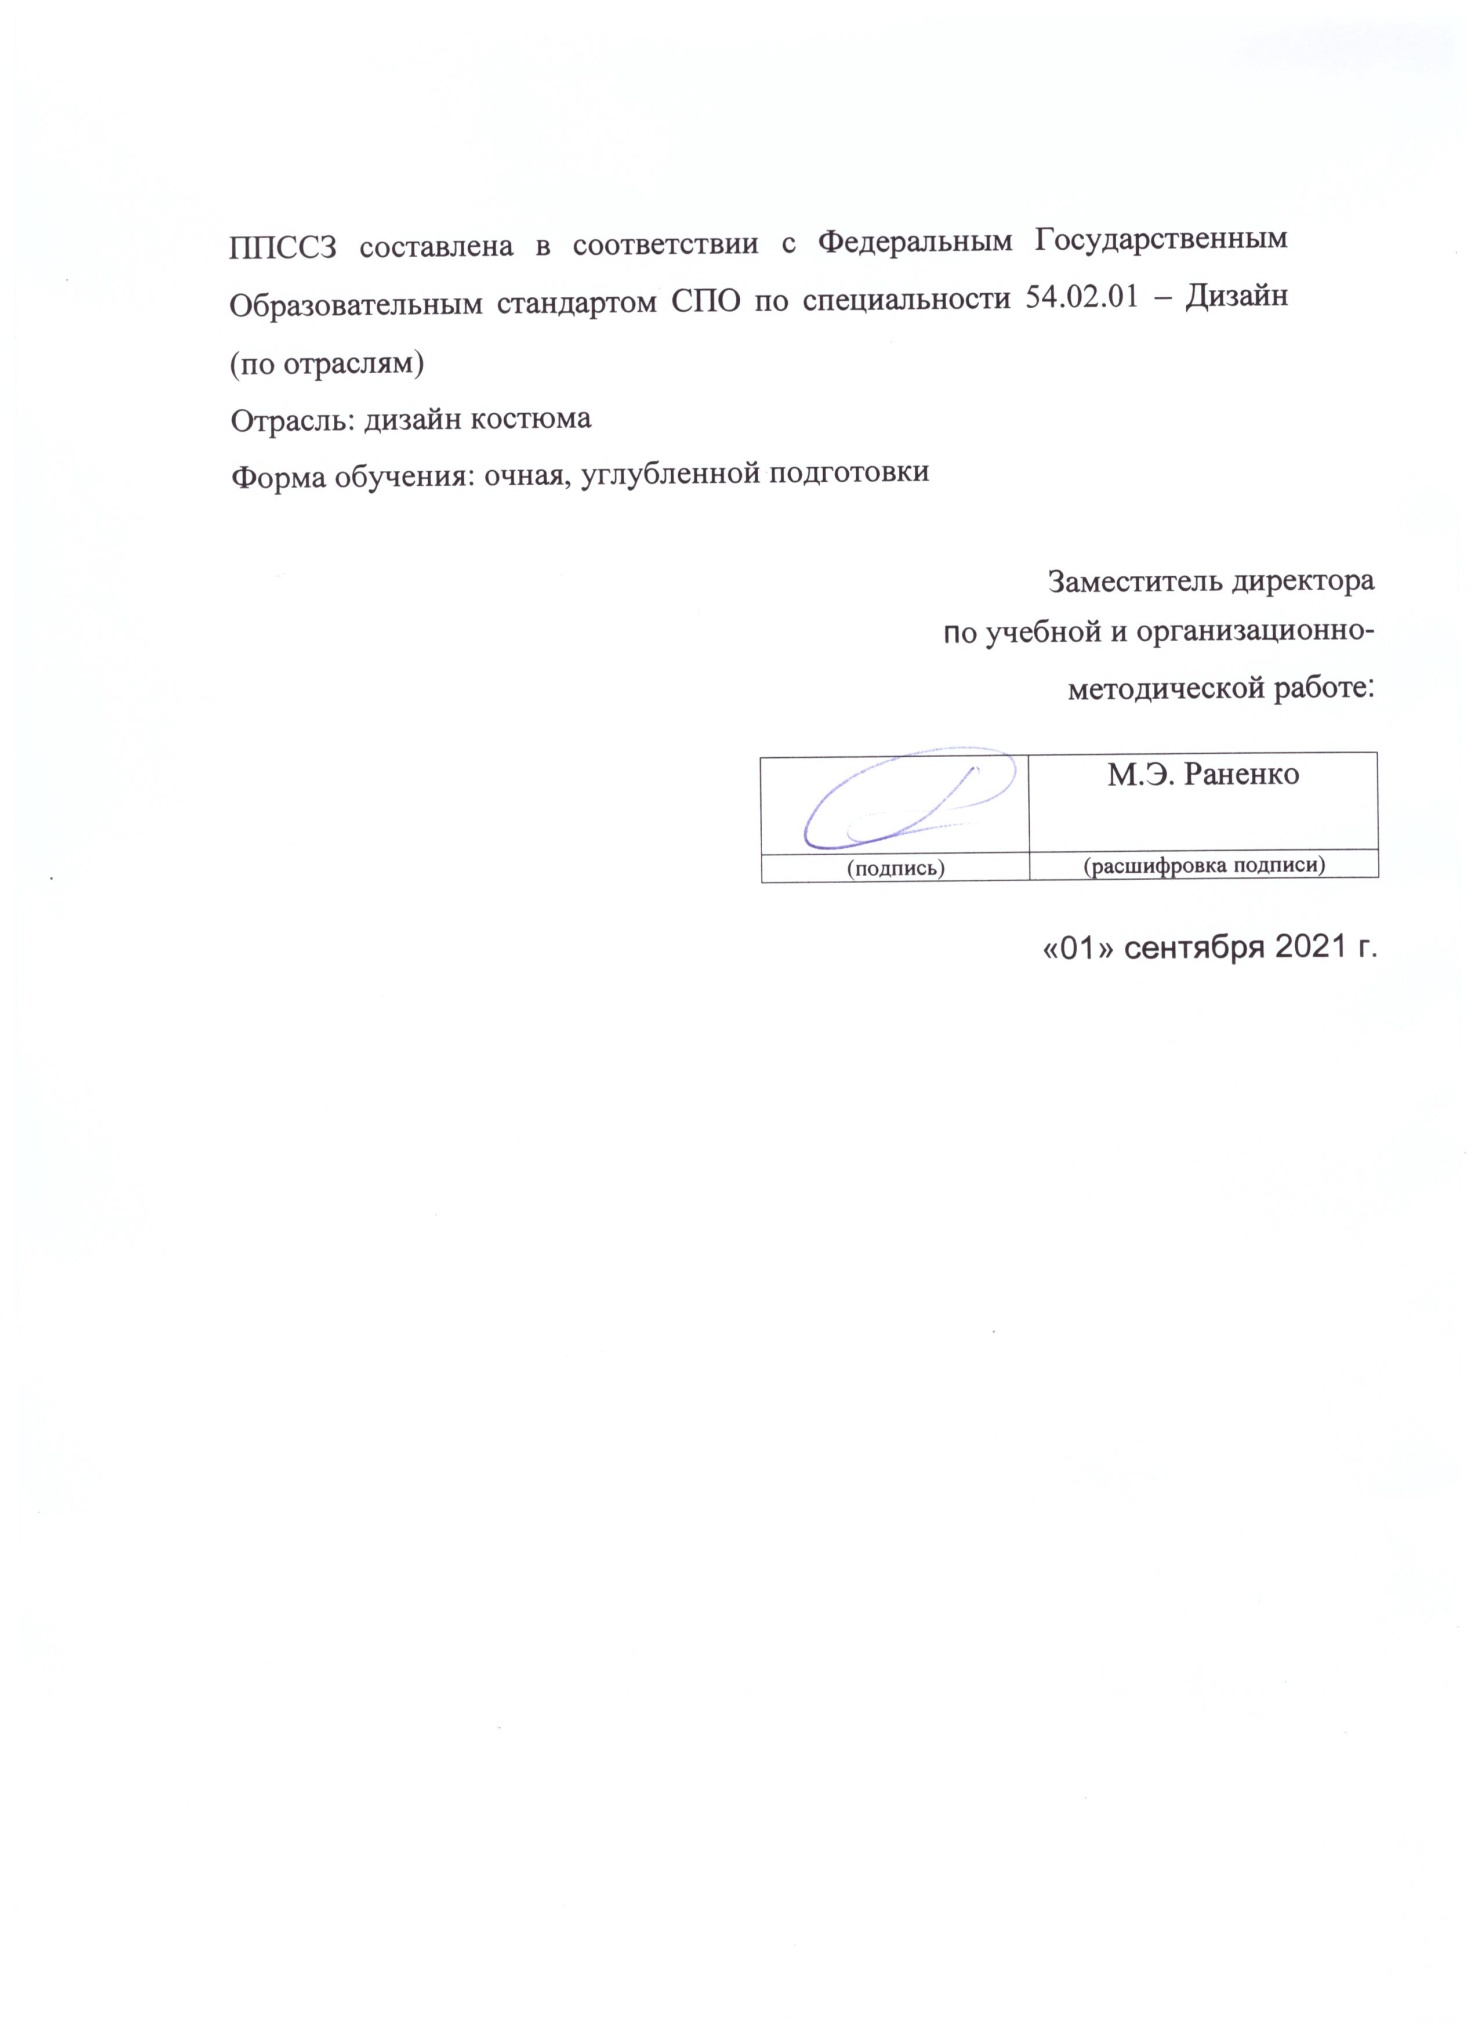 ППССЗ составлена в соответствии с Федеральным Государственным
Образовательным стандартом СПО по специальности 54.02.01 – Дизайн
(по отраслям)
Отрасль: дизайн костюма
Форма обучения: очная, углубленной подготовки
Заместитель директора
по учебной и организационно-
методической работе:
М.Э. Раненко
(подпись) (расшифровка подписи)
«01» сентября 2021 г.